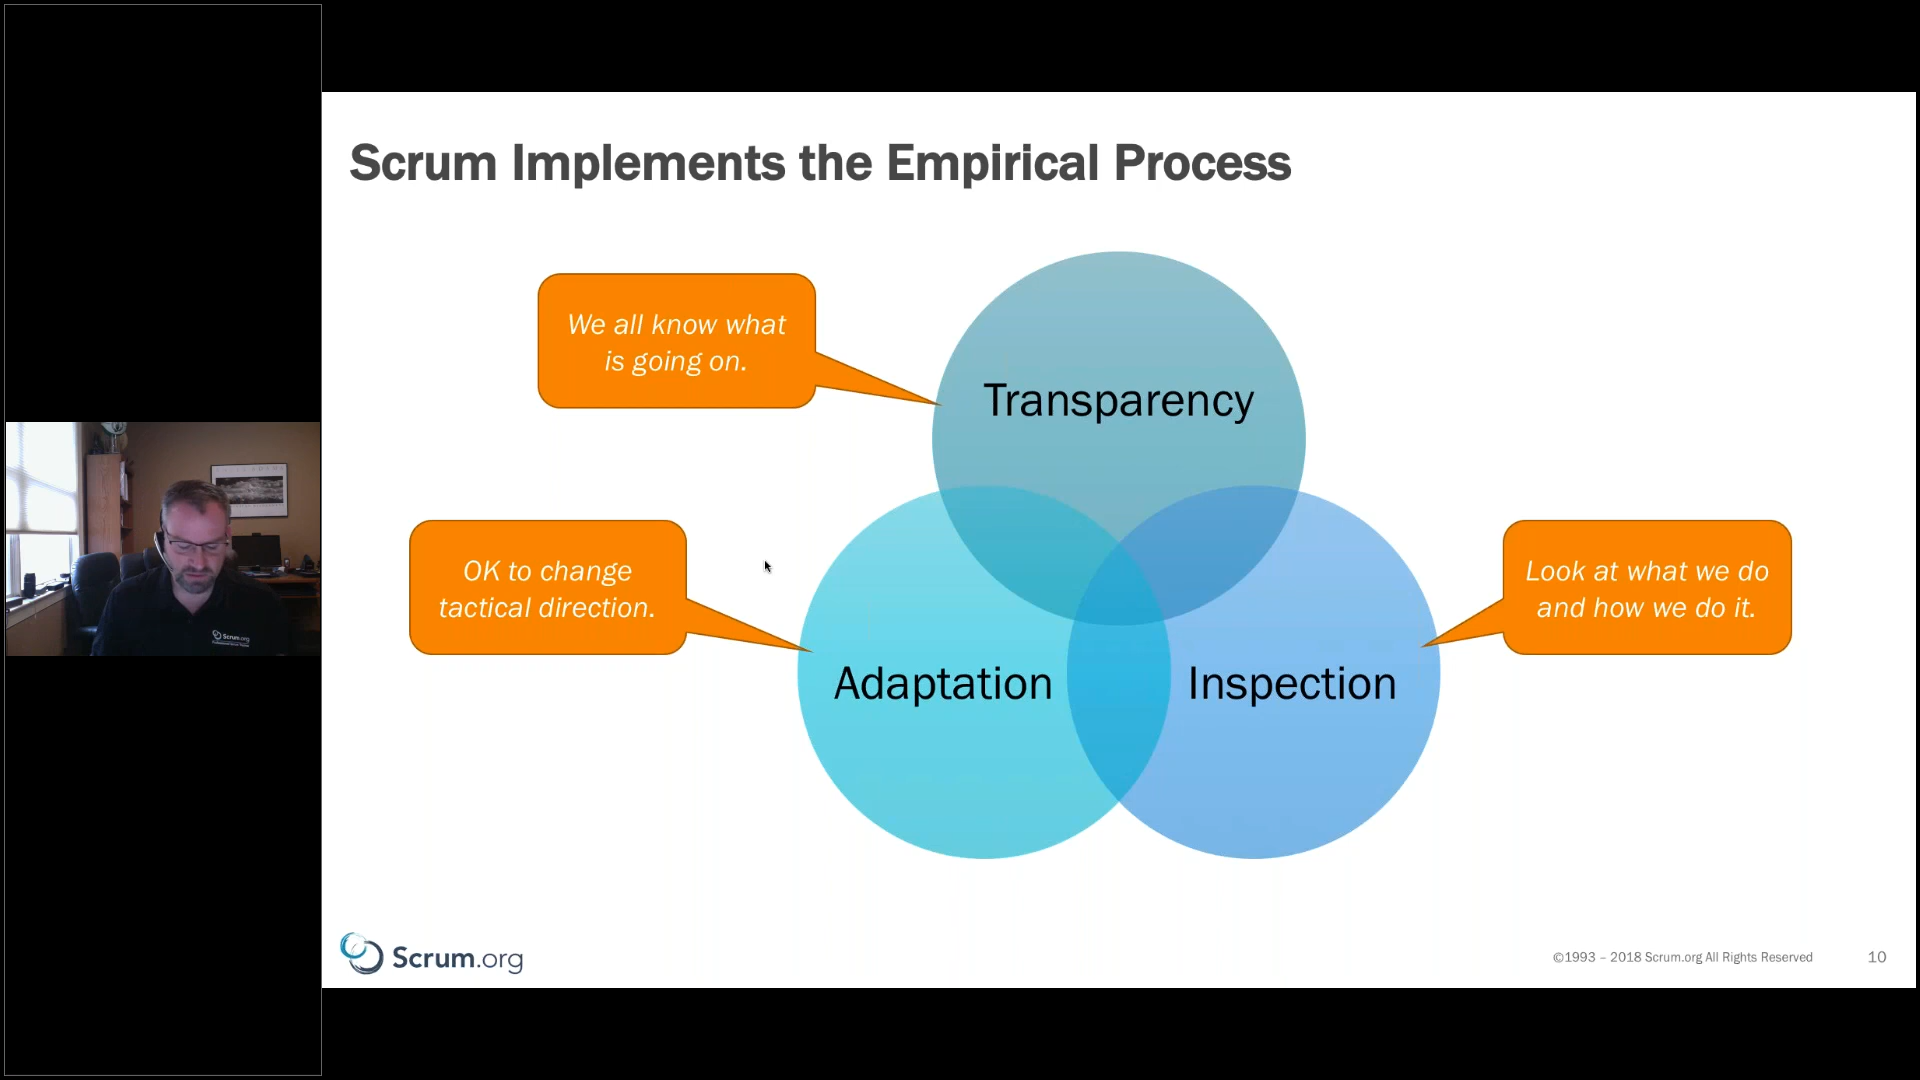 Scrum Implements the Empirical Process
We all know what
is going on.
Transparency
OK to change
tactical direction.
Look at what we do
and how we do it.
Adaptation
Inspection
Scrum.org
©1993 – 2018 Scrum.org All Rights Reserved
10
Scrum.org